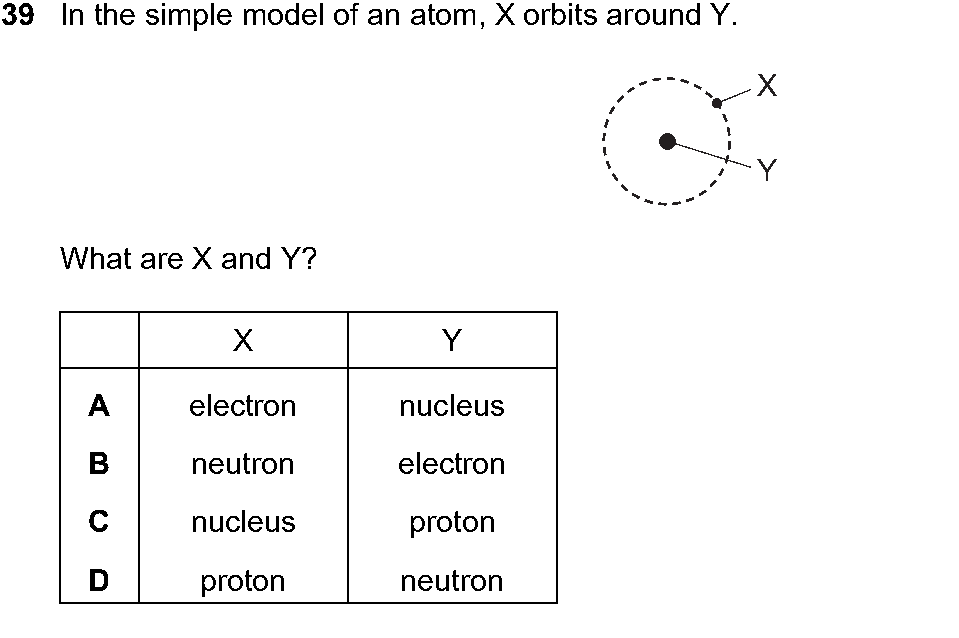 39 In the simple model of an atom, X orbits around Y.
X
Y
What are X and Y?
X Y
A electron nucleus
B neutron electron
C nucleus proton
D proton neutron